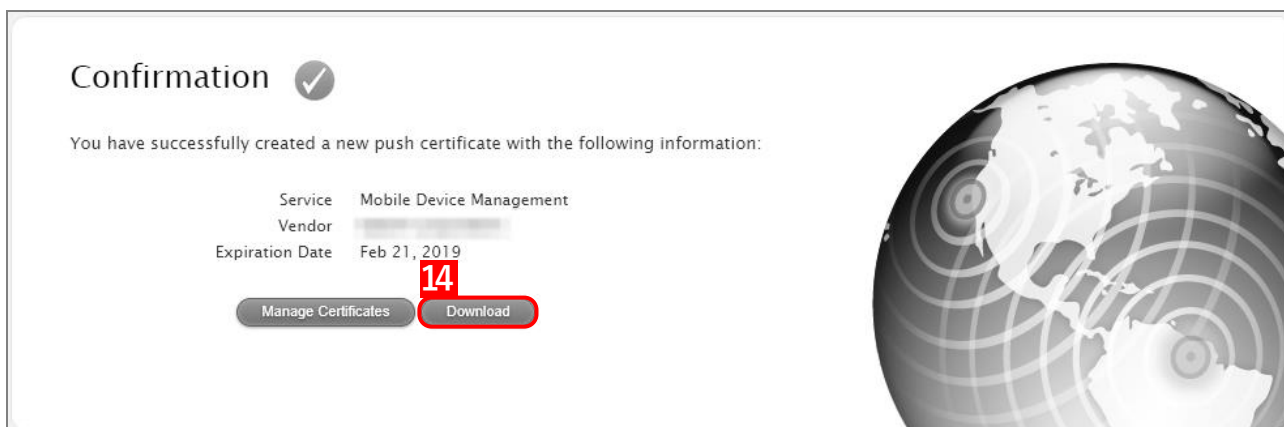 Confirmation
You have successfully created a new push certificate with the following information:
Service Mobile Device Management
Vendor
Expiration Date Feb 21, 2019
14
Manage Certificates Download